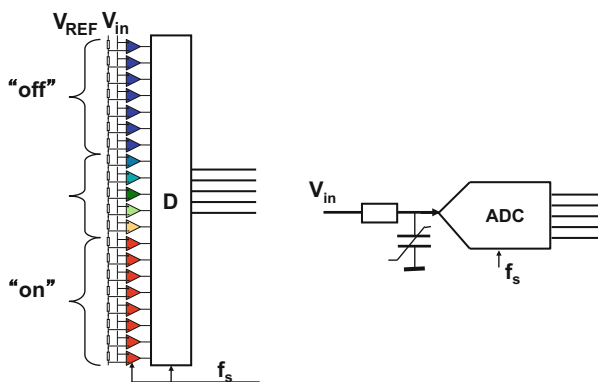 V_REF V_in
“off”
“on”
D
f_s
V_in
ADC
f_s